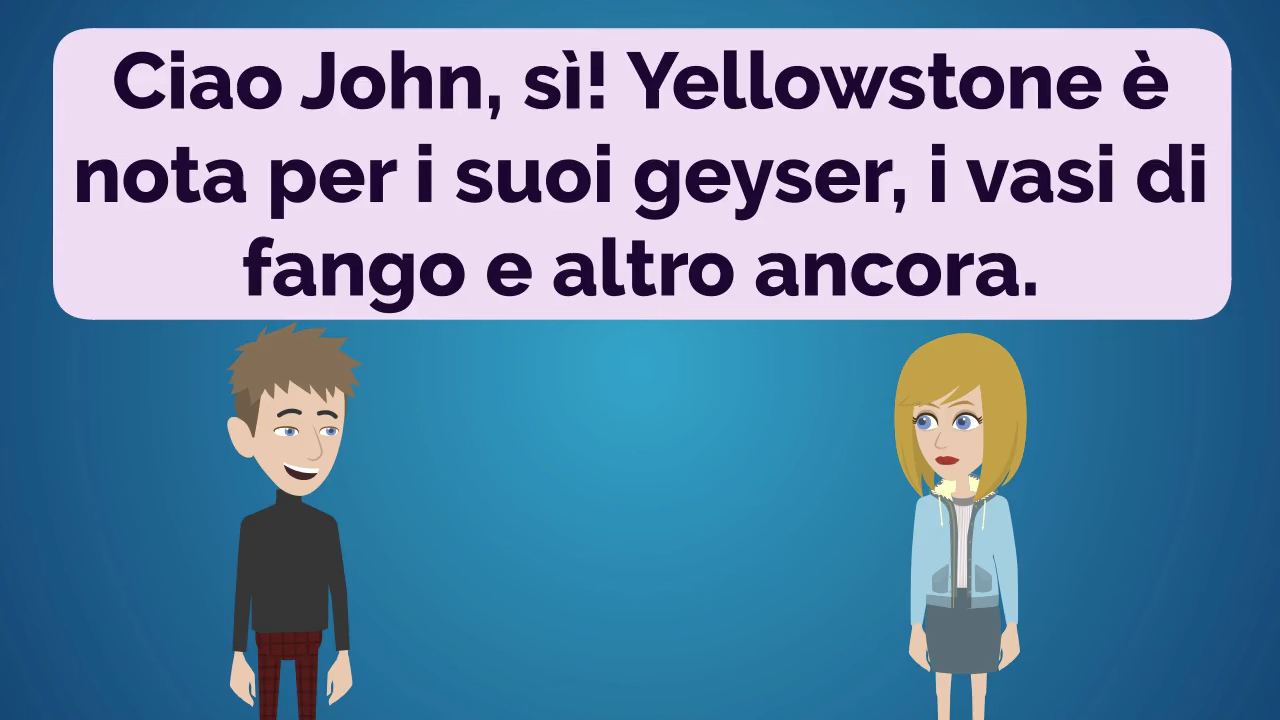 Ciao John, sì! Yellowstone è
nota per i suoi geyser, i vasi di
fango e altro ancora.